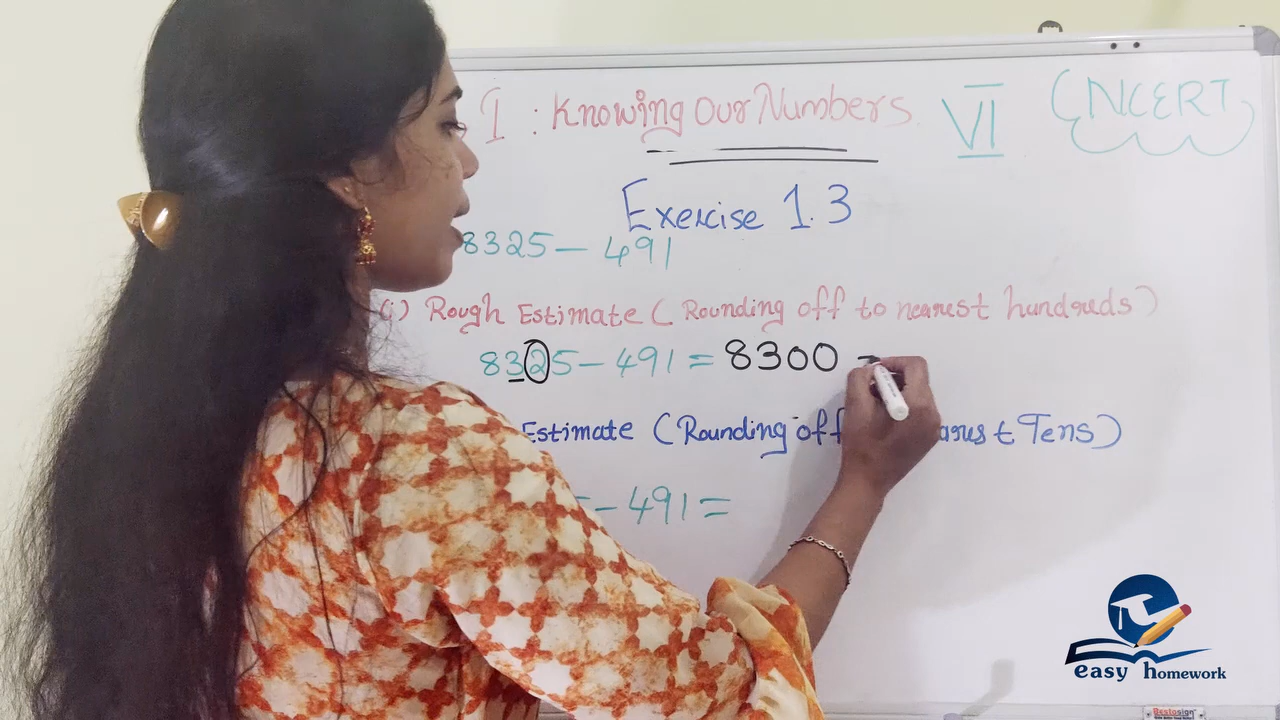 I : Knowing Our Numbers VI (NCERT)
Exercise 1.3
8325 — 491
(i) Rough Estimate ( Rounding off to nearest hundreds )
8325 - 491 = 8300 -
Estimate ( Rounding off Tens )
- 491 =
easy homework